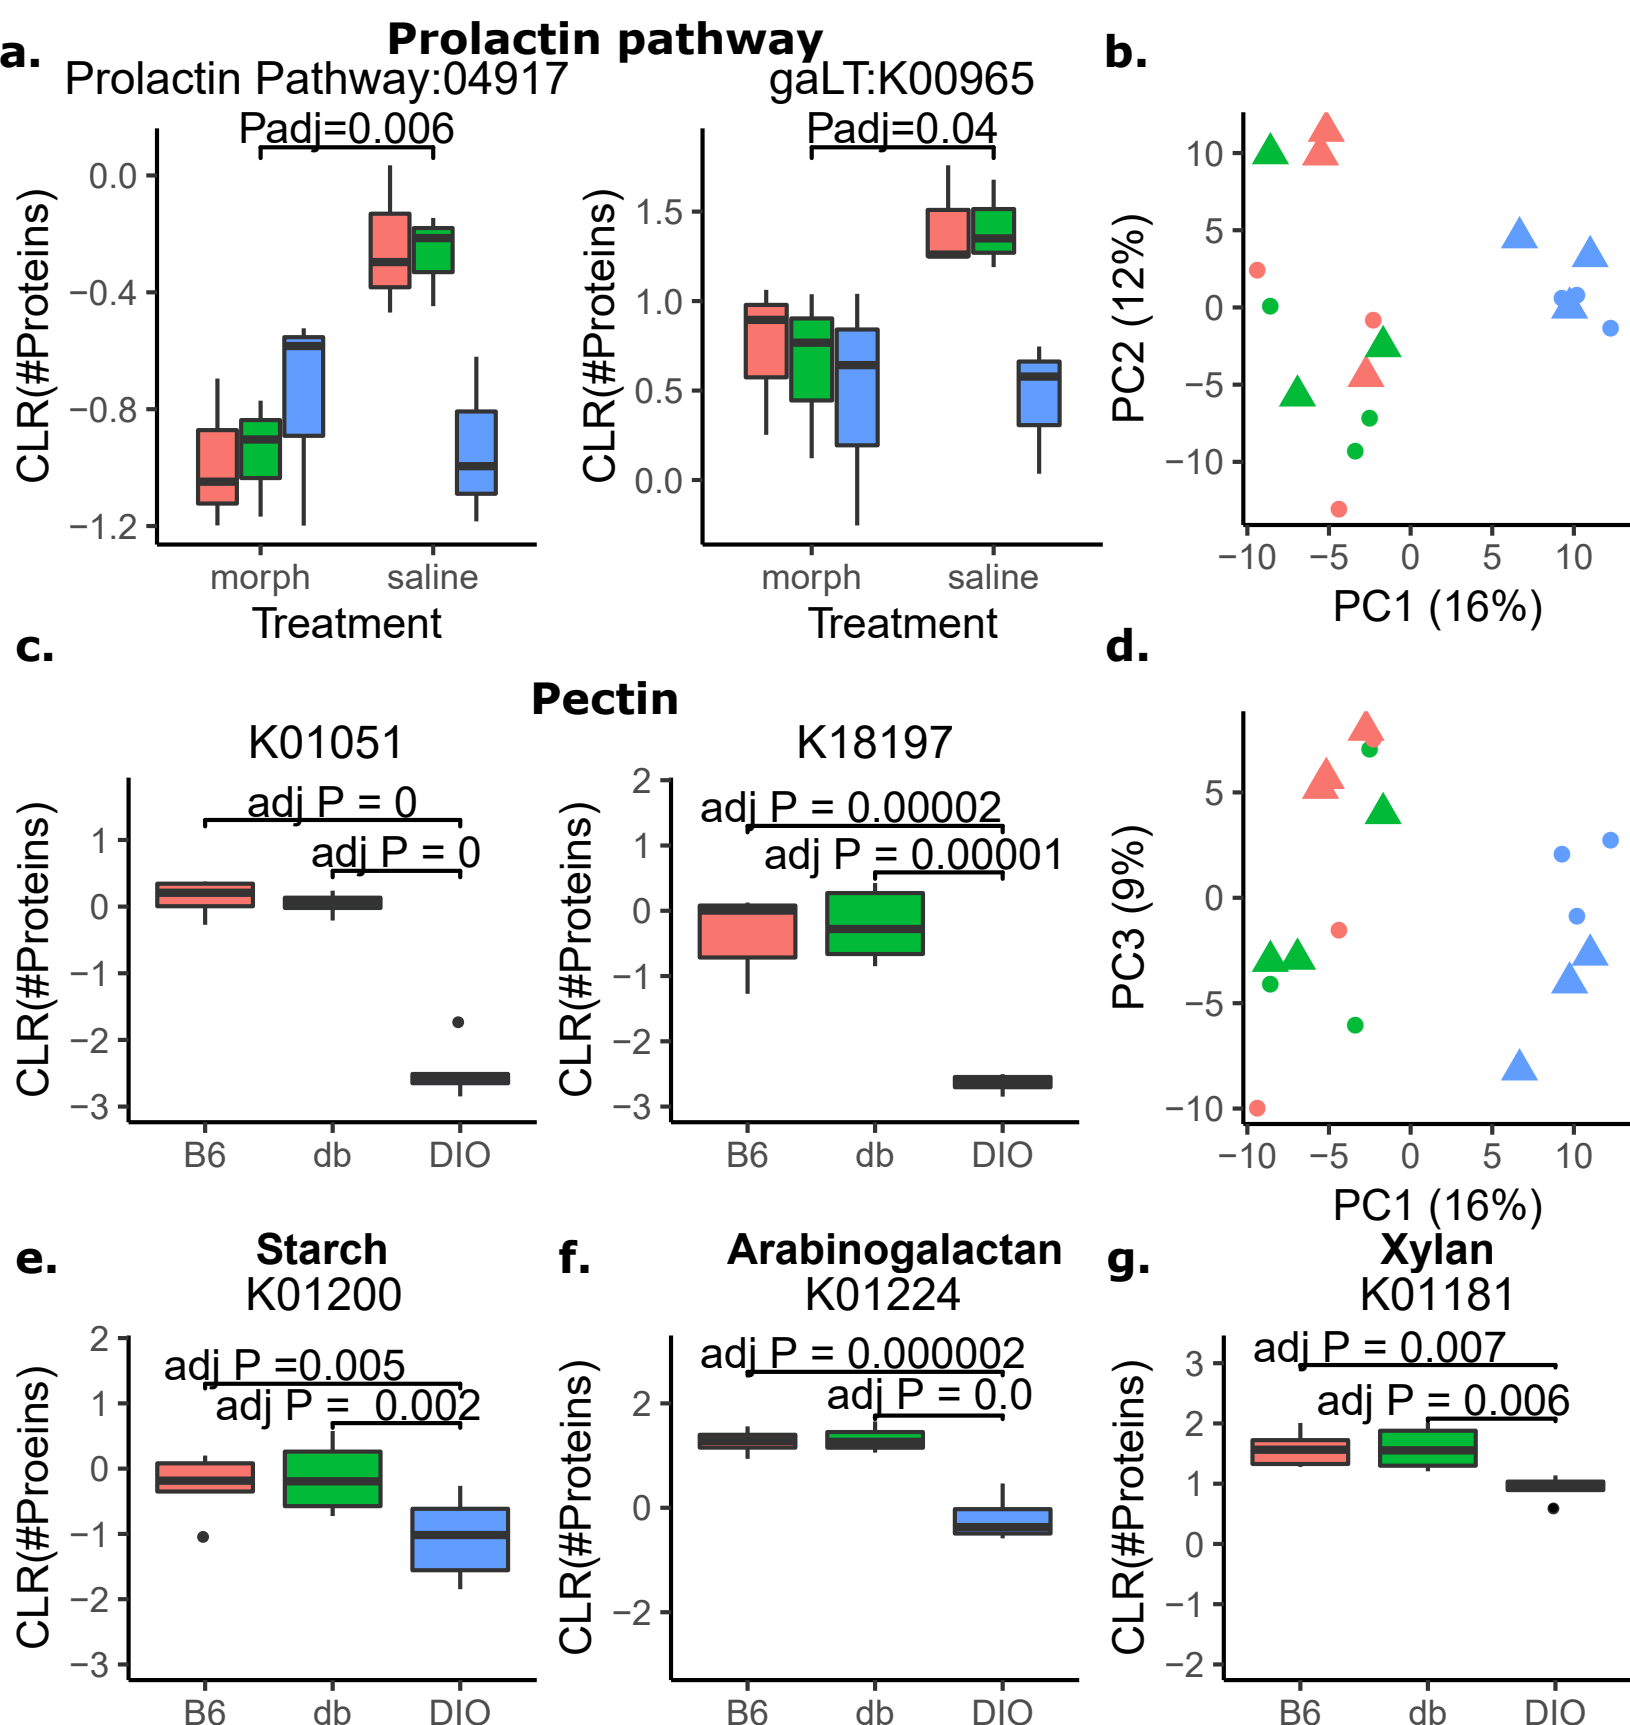 a.
Prolactin pathway
Prolactin Pathway:04917
Padj=0.006
CLR(#Proteins)
0.0
−0.4
−0.8
−1.2
morph
saline
Treatment
gaLT:K00965
Padj=0.04
CLR(#Proteins)
1.5
1.0
0.5
0.0
morph
saline
Treatment
b.
PC2 (12%)
10
5
0
−5
−10
−10
−5
0
5
10
PC1 (16%)
c.
Pectin
K01051
adj P = 0
adj P = 0
CLR(#Proteins)
1
0
−1
−2
−3
B6
db
DIO
K18197
adj P = 0.00002
adj P = 0.00001
CLR(#Proteins)
2
1
0
−1
−2
−3
B6
db
DIO
d.
PC3 (9%)
5
0
−5
−10
−10
−5
0
5
10
PC1 (16%)
e.
Starch
K01200
adj P =0.005
adj P =  0.002
CLR(#Proeins)
2
1
0
−1
−2
−3
B6
db
DIO
f.
Arabinogalactan
K01224
adj P = 0.000002
adj P = 0.0
CLR(#Proteins)
2
0
−2
B6
db
DIO
g.
Xylan
K01181
adj P = 0.007
adj P = 0.006
CLR(#Proteins)
3
2
1
0
−1
−2
B6
db
DIO